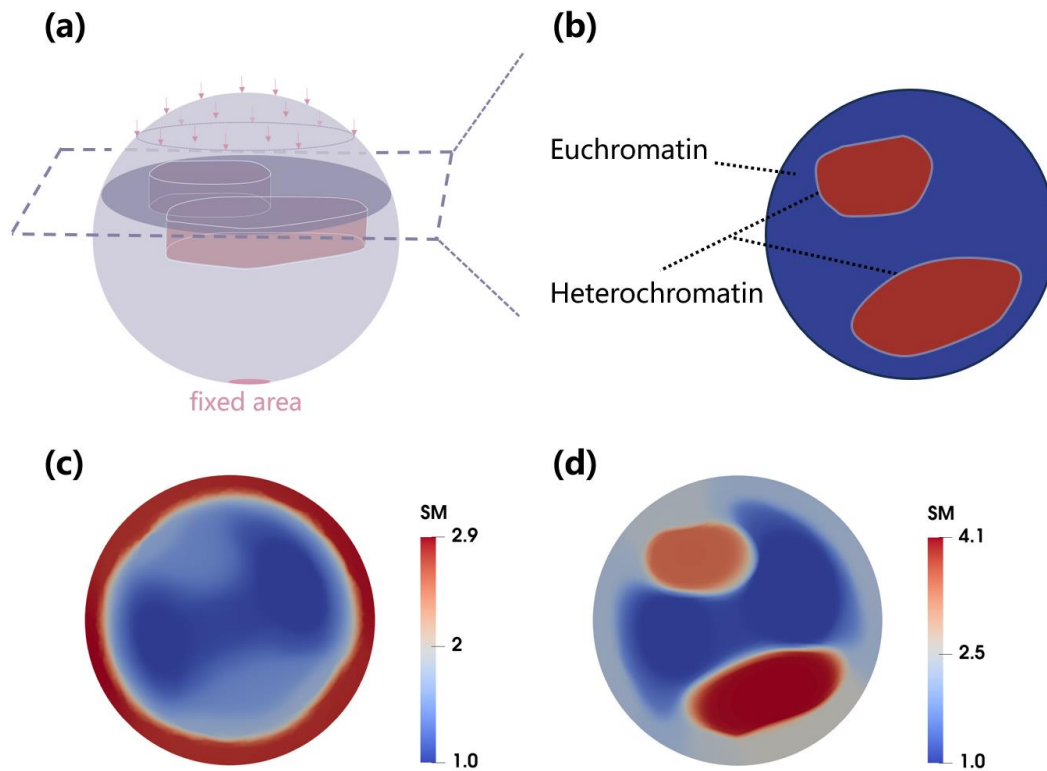 (a)
fixed area
(b)
Euchromatin
Heterochromatin
(c)
SM
2.9
2
1.0
(d)
SM
4.1
2.5
1.0